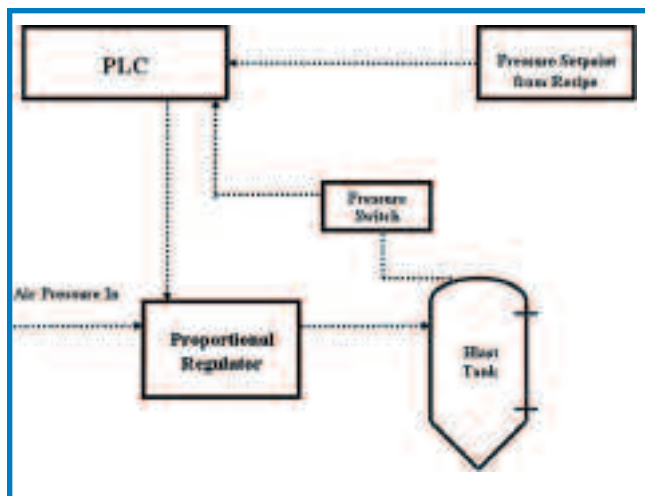 PLC
Pressure Setpoint
from Recipe
Pressure
Switch
Air Pressure In
Proportional
Regulator
Blast
Tank